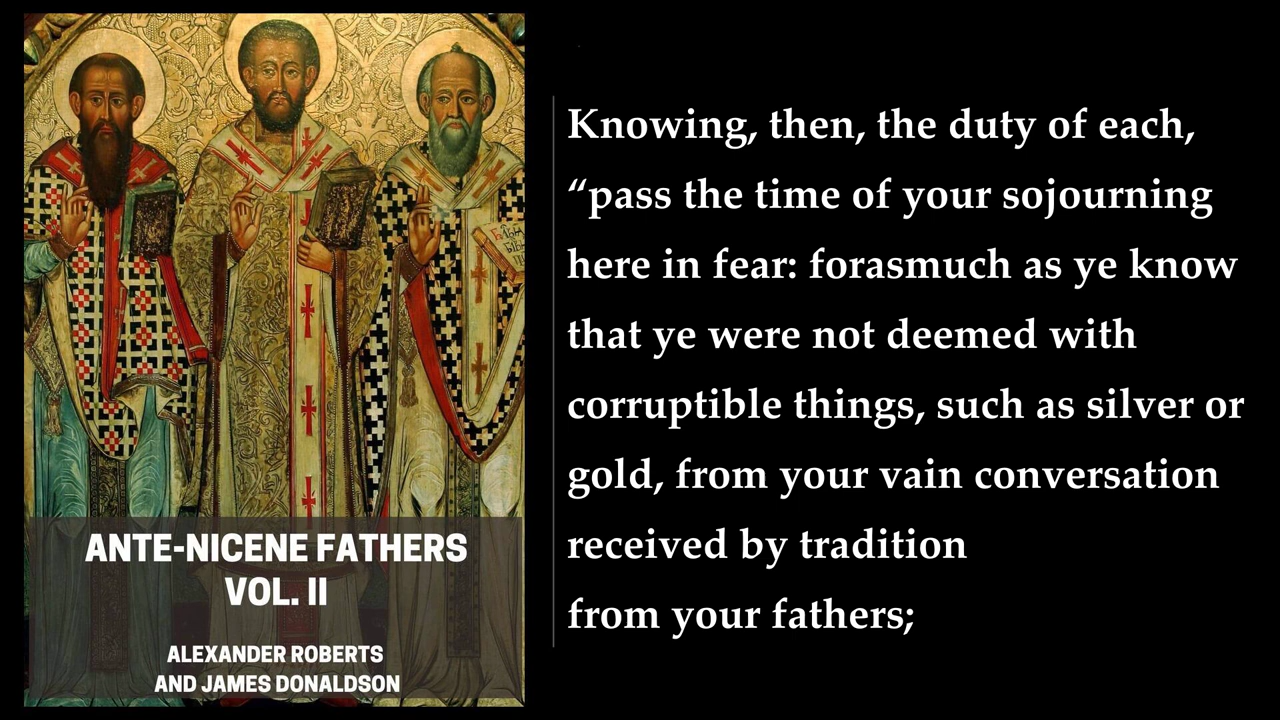 ANTE-NICENE FATHERS
VOL. II
ALEXANDER ROBERTS
AND JAMES DONALDSON
Knowing, then, the duty of each,
“pass the time of your sojourning
here in fear: forasmuch as ye know
that ye were not deemed with
corruptible things, such as silver or
gold, from your vain conversation
received by tradition
from your fathers;